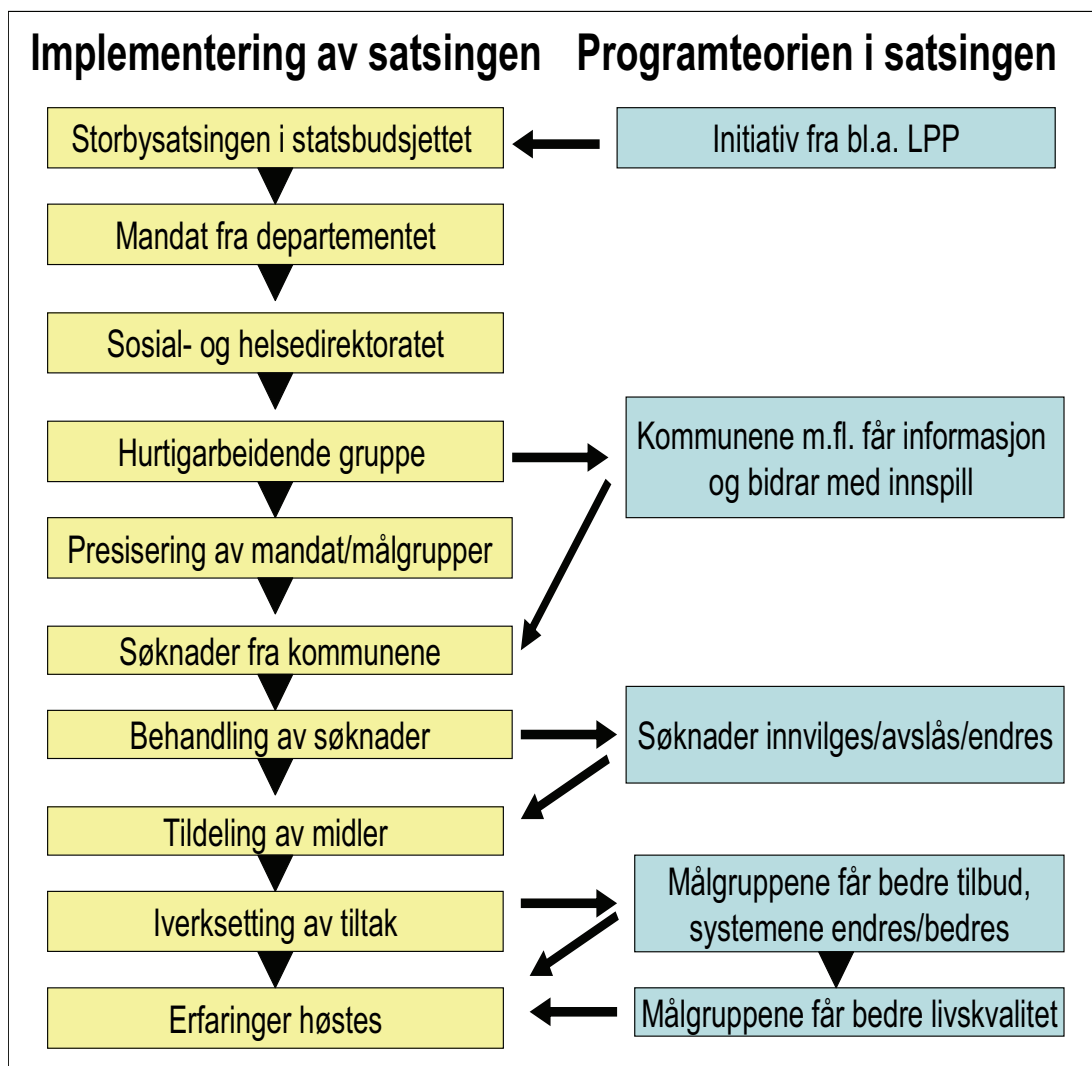 Implementering av satsingen
Programteorien i satsingen
Storbysatsingen i statsbudsjettet
Initiativ fra bl.a. LPP
Mandat fra departementet
Sosial- og helsedirektoratet
Hurtigarbeidende gruppe
Kommunene m.fl. får informasjon
og bidrar med innspill
Presisering av mandat/målgrupper
Søknader fra kommunene
Behandling av søknader
Søknader innvilges/avslås/endres
Tildeling av midler
Iverksetting av tiltak
Målgruppene får bedre tilbud,
systemene endres/bedres
Erfaringer høstes
Målgruppene får bedre livskvalitet